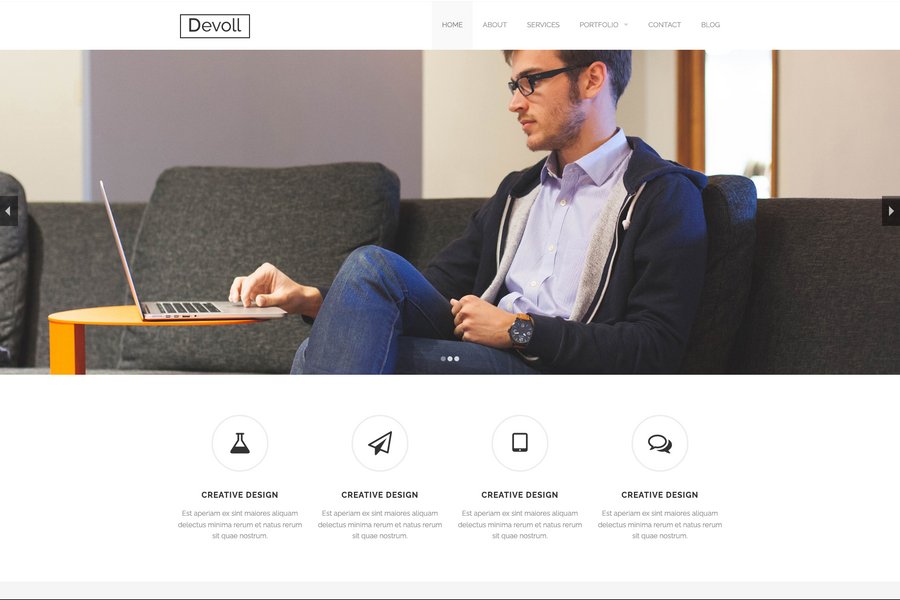 Devoll
HOME ABOUT SERVICES PORTFOLIO CONTACT BLOG
CREATIVE DESIGN
Est aperiam ex sint maiores aliquam
delectus minima rerum et natus rerum
sit quae nostrum.
CREATIVE DESIGN
Est aperiam ex sint maiores aliquam
delectus minima rerum et natus rerum
sit quae nostrum.
CREATIVE DESIGN
Est aperiam ex sint maiores aliquam
delectus minima rerum et natus rerum
sit quae nostrum.
CREATIVE DESIGN
Est aperiam ex sint maiores aliquam
delectus minima rerum et natus rerum
sit quae nostrum.